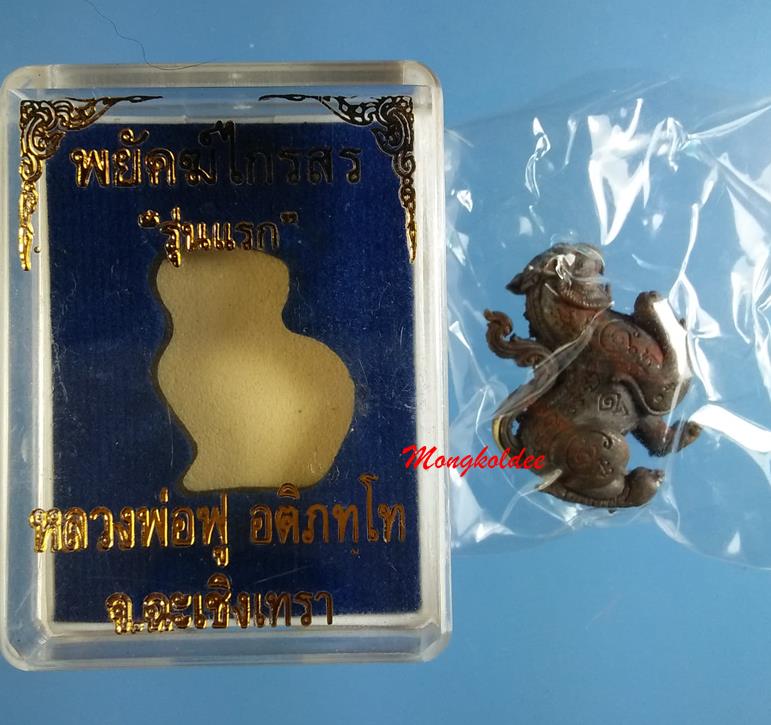 พยัคฆ์ไกรสร
"รุ่นแรก"
Mongkoldee
หลวงพ่อฟู อติภทฺโท
จ.ฉะเชิงเทรา